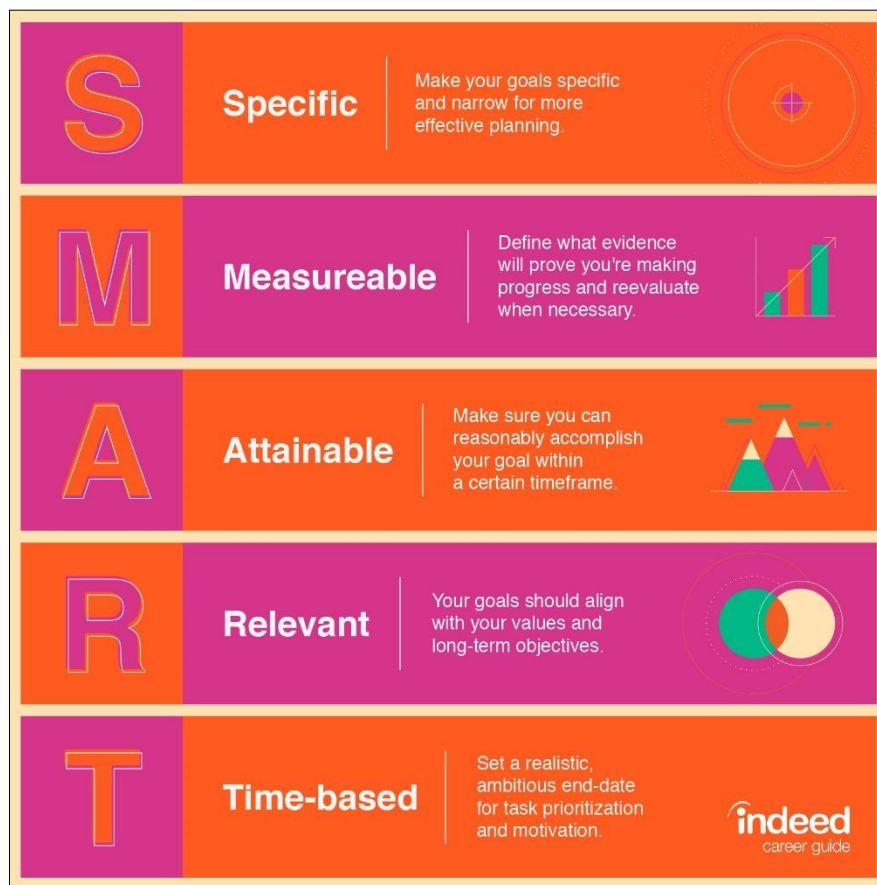 S
Specific
Make your goals specific
and narrow for more
effective planning.
M
Measureable
Define what evidence
will prove you're making
progress and reevaluate
when necessary.
A
Attainable
Make sure you can
reasonably accomplish
your goal within
a certain timeframe.
R
Relevant
Your goals should align
with your values and
long-term objectives.
T
Time-based
Set a realistic,
ambitious end-date
for task prioritization
and motivation.
indeed
career guide